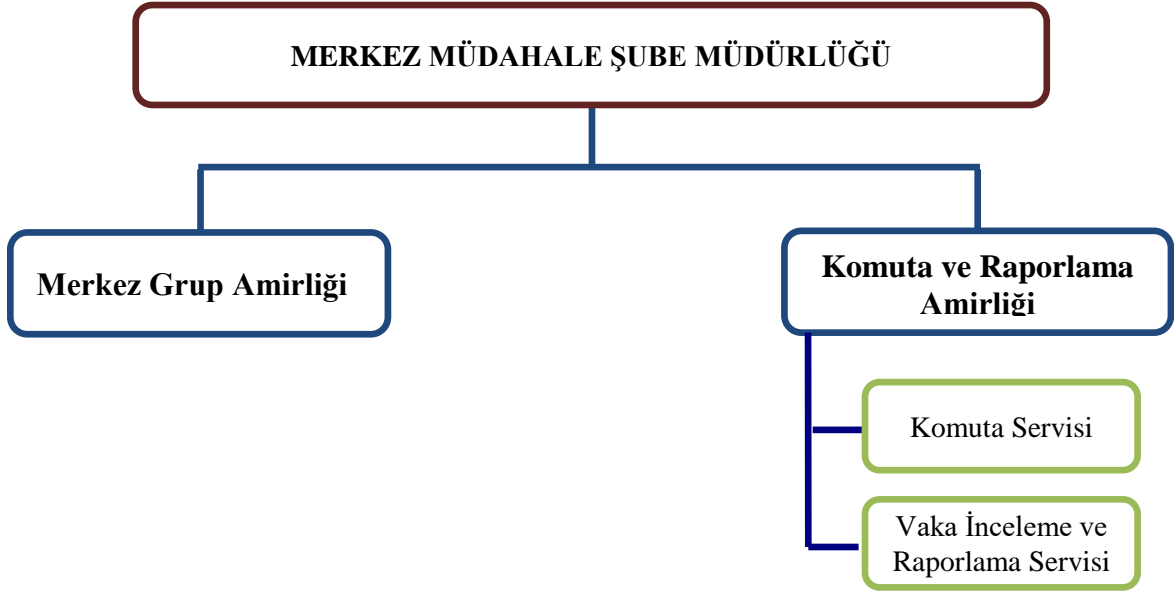 MERKEZ MÜDAHALE ŞUBE MÜDÜRLÜĞÜ
Merkez Grup Amirliği
Komuta ve Raporlama
Amirliği
Komuta Servisi
Vaka İnceleme ve
Raporlama Servisi